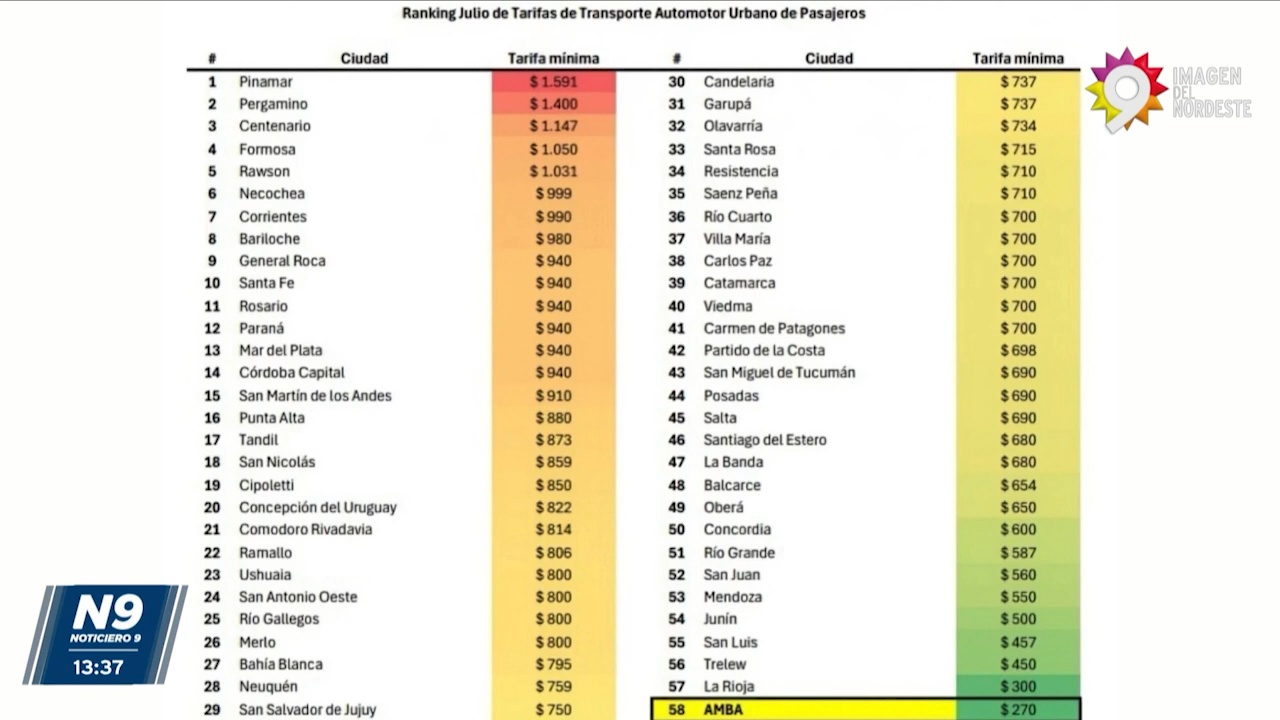 Ranking Julio de Tarifas de Transporte Automotor Urbano de Pasajeros
# Ciudad Tarifa mínima
1 Pinamar $ 1.591
2 Pergamino $ 1.400
3 Centenario $ 1.147
4 Formosa $ 1.050
5 Rawson $ 1.031
6 Necochea $ 999
7 Corrientes $ 990
8 Bariloche $ 980
9 General Roca $ 940
10 Santa Fe $ 940
11 Rosario $ 940
12 Paraná $ 940
13 Mar del Plata $ 940
14 Córdoba Capital $ 940
15 San Martín de los Andes $ 910
16 Punta Alta $ 880
17 Tandil $ 873
18 San Nicolás $ 859
19 Cipoletti $ 850
20 Concepción del Uruguay $ 822
21 Comodoro Rivadavia $ 814
22 Ramallo $ 806
23 Ushuaia $ 800
24 San Antonio Oeste $ 800
25 Río Gallegos $ 800
26 Merlo $ 800
27 Bahía Blanca $ 795
28 Neuquén $ 759
29 San Salvador de Jujuy $ 750
# Ciudad Tarifa mínima
30 Candelaria $ 737
31 Garupá $ 737
32 Olavarría $ 734
33 Santa Rosa $ 715
34 Resistencia $ 710
35 Saenz Peña $ 710
36 Río Cuarto $ 700
37 Villa María $ 700
38 Carlos Paz $ 700
39 Catamarca $ 700
40 Viedma $ 700
41 Carmen de Patagones $ 700
42 Partido de la Costa $ 698
43 San Miguel de Tucumán $ 690
44 Posadas $ 690
45 Salta $ 690
46 Santiago del Estero $ 680
47 La Banda $ 680
48 Balcarce $ 654
49 Oberá $ 650
50 Concordia $ 600
51 Río Grande $ 587
52 San Juan $ 560
53 Mendoza $ 550
54 Junín $ 500
55 San Luis $ 457
56 Trelew $ 450
57 La Rioja $ 300
58 AMBA $ 270
9 IMAGEN
DEL
NORDESTE
N9
NOTICIERO 9
13:37